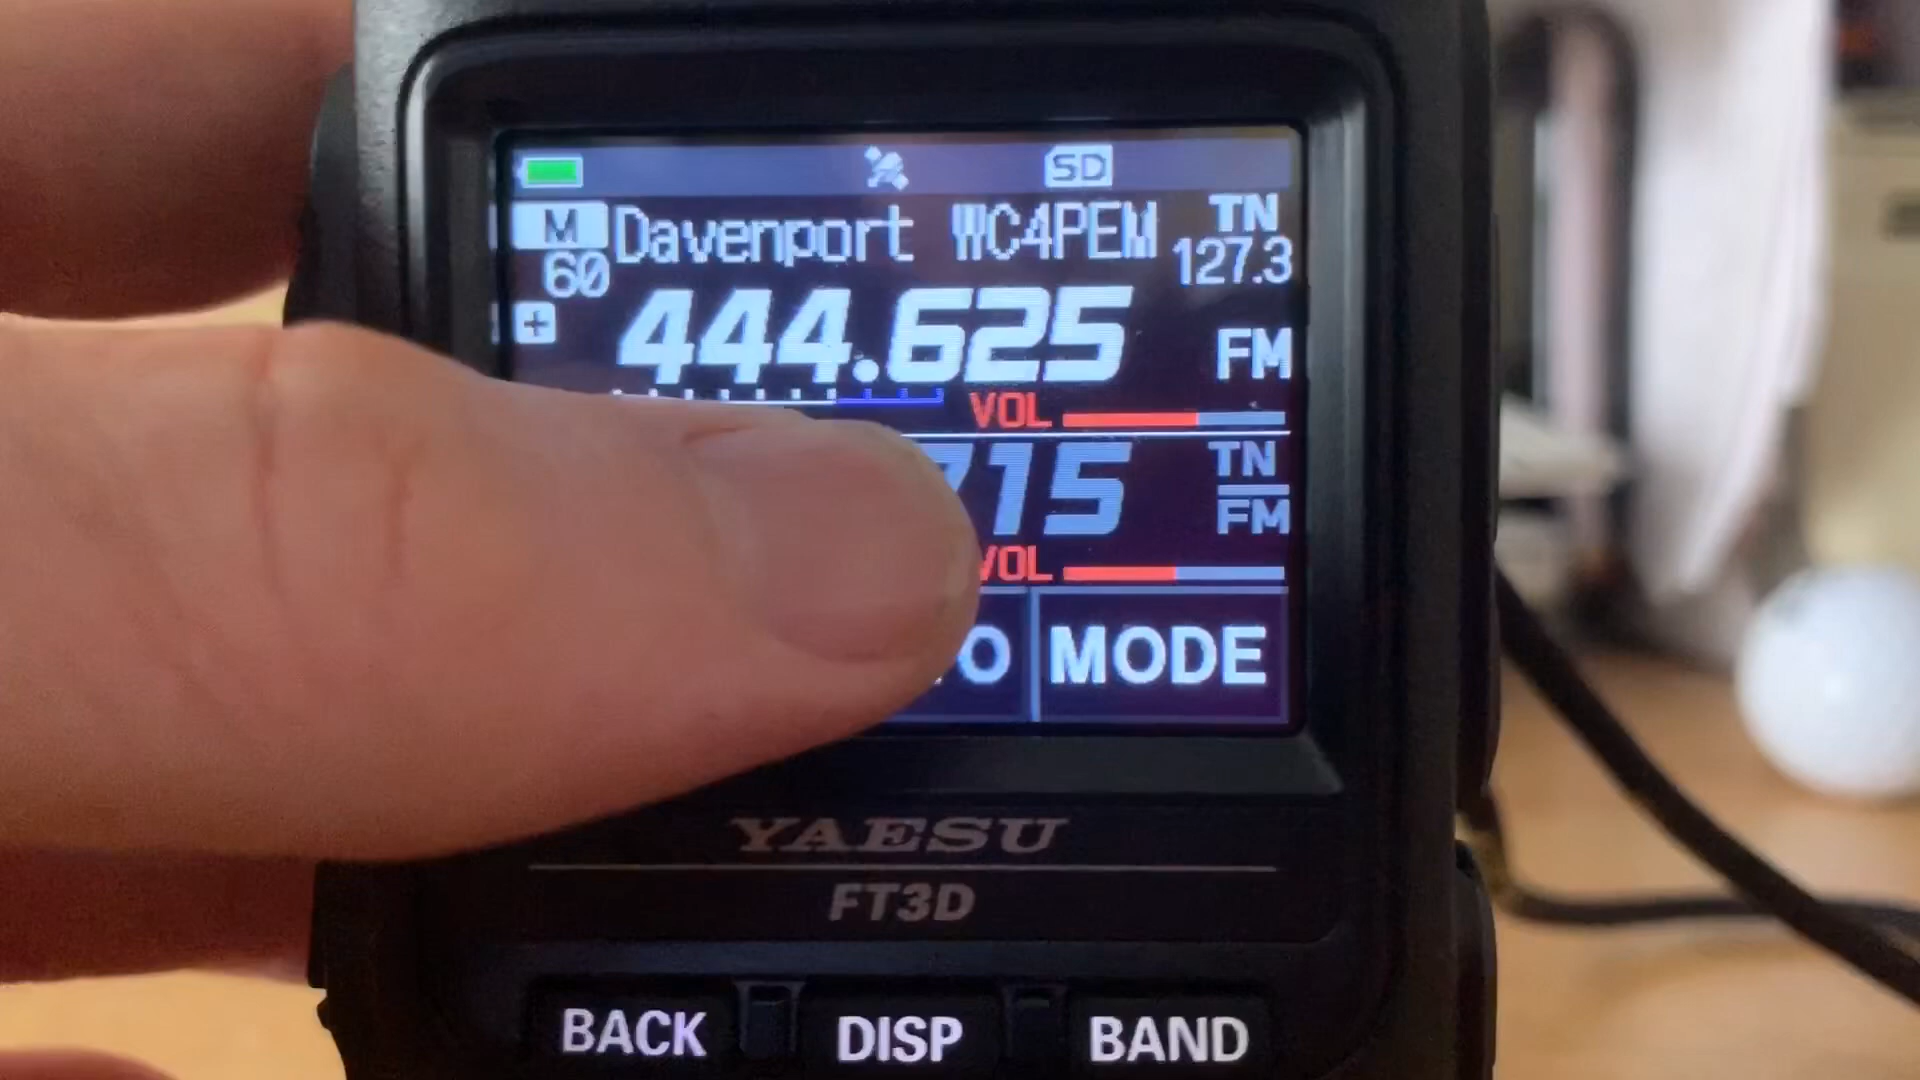 SD
M Davenport WC4PEM TN
60 127.3
+ 444.625 FM
VOL
715 TN
FM
VOL
O MODE
YAESU
FT3D
BACK DISP BAND